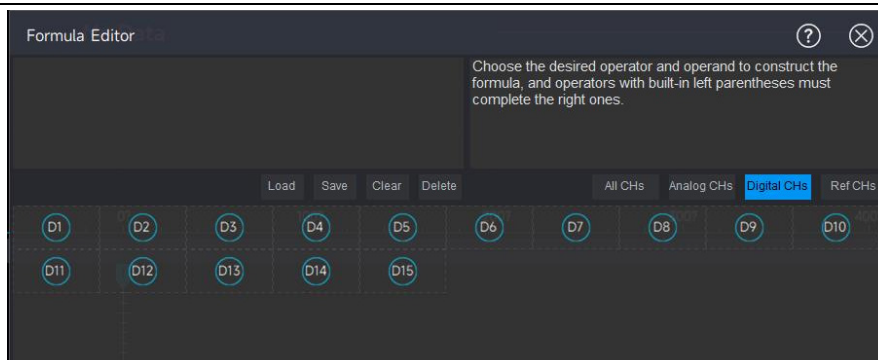 Formula Editor
Choose the desired operator and operand to construct the
formula, and operators with built-in left parentheses must
complete the right ones.
Load Save Clear Delete All CHs Analog CHs Digital CHs Ref CHs
D1 D2 D3 D4 D5 D6 D7 D8 D9 D10
D11 D12 D13 D14 D15